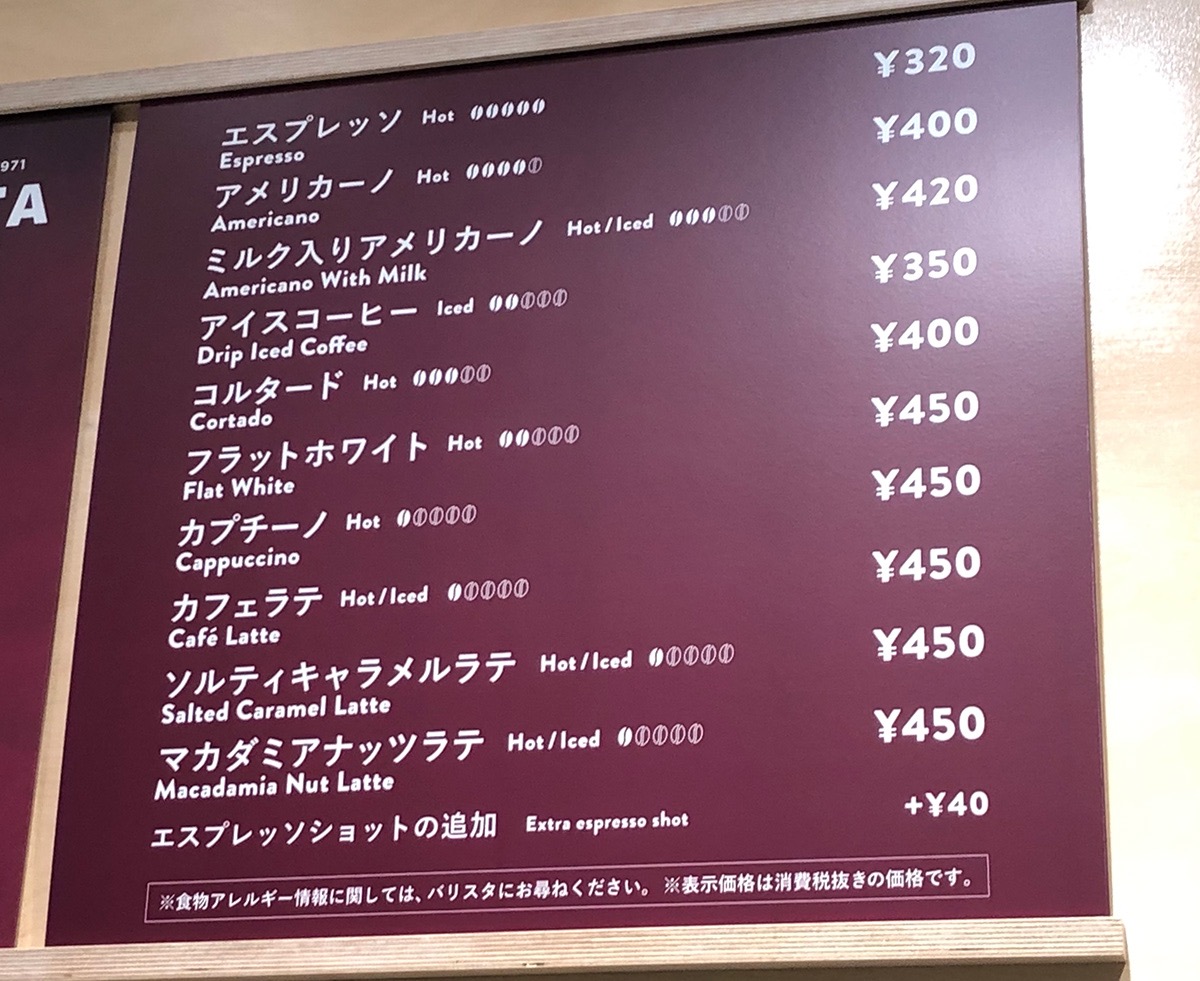 971
TA
エスプレッソ Hot ¥320
Espresso
アメリカーノ Hot ¥400
Americano
ミルク入りアメリカーノ Hot/Iced ¥420
Americano With Milk
アイスコーヒー Iced ¥350
Drip Iced Coffee
コルタード Hot ¥400
Cortado
フラットホワイト Hot ¥450
Flat White
カプチーノ Hot ¥450
Cappuccino
カフェラテ Hot/Iced ¥450
Café Latte
ソルティキャラメルラテ Hot/Iced ¥450
Salted Caramel Latte
マカダミアナッツラテ Hot/Iced ¥450
Macadamia Nut Latte
エスプレッソショットの追加 Extra espresso shot +¥40
※食物アレルギー情報に関しては、バリスタにお尋ねください。 ※表示価格は消費税抜きの価格です。